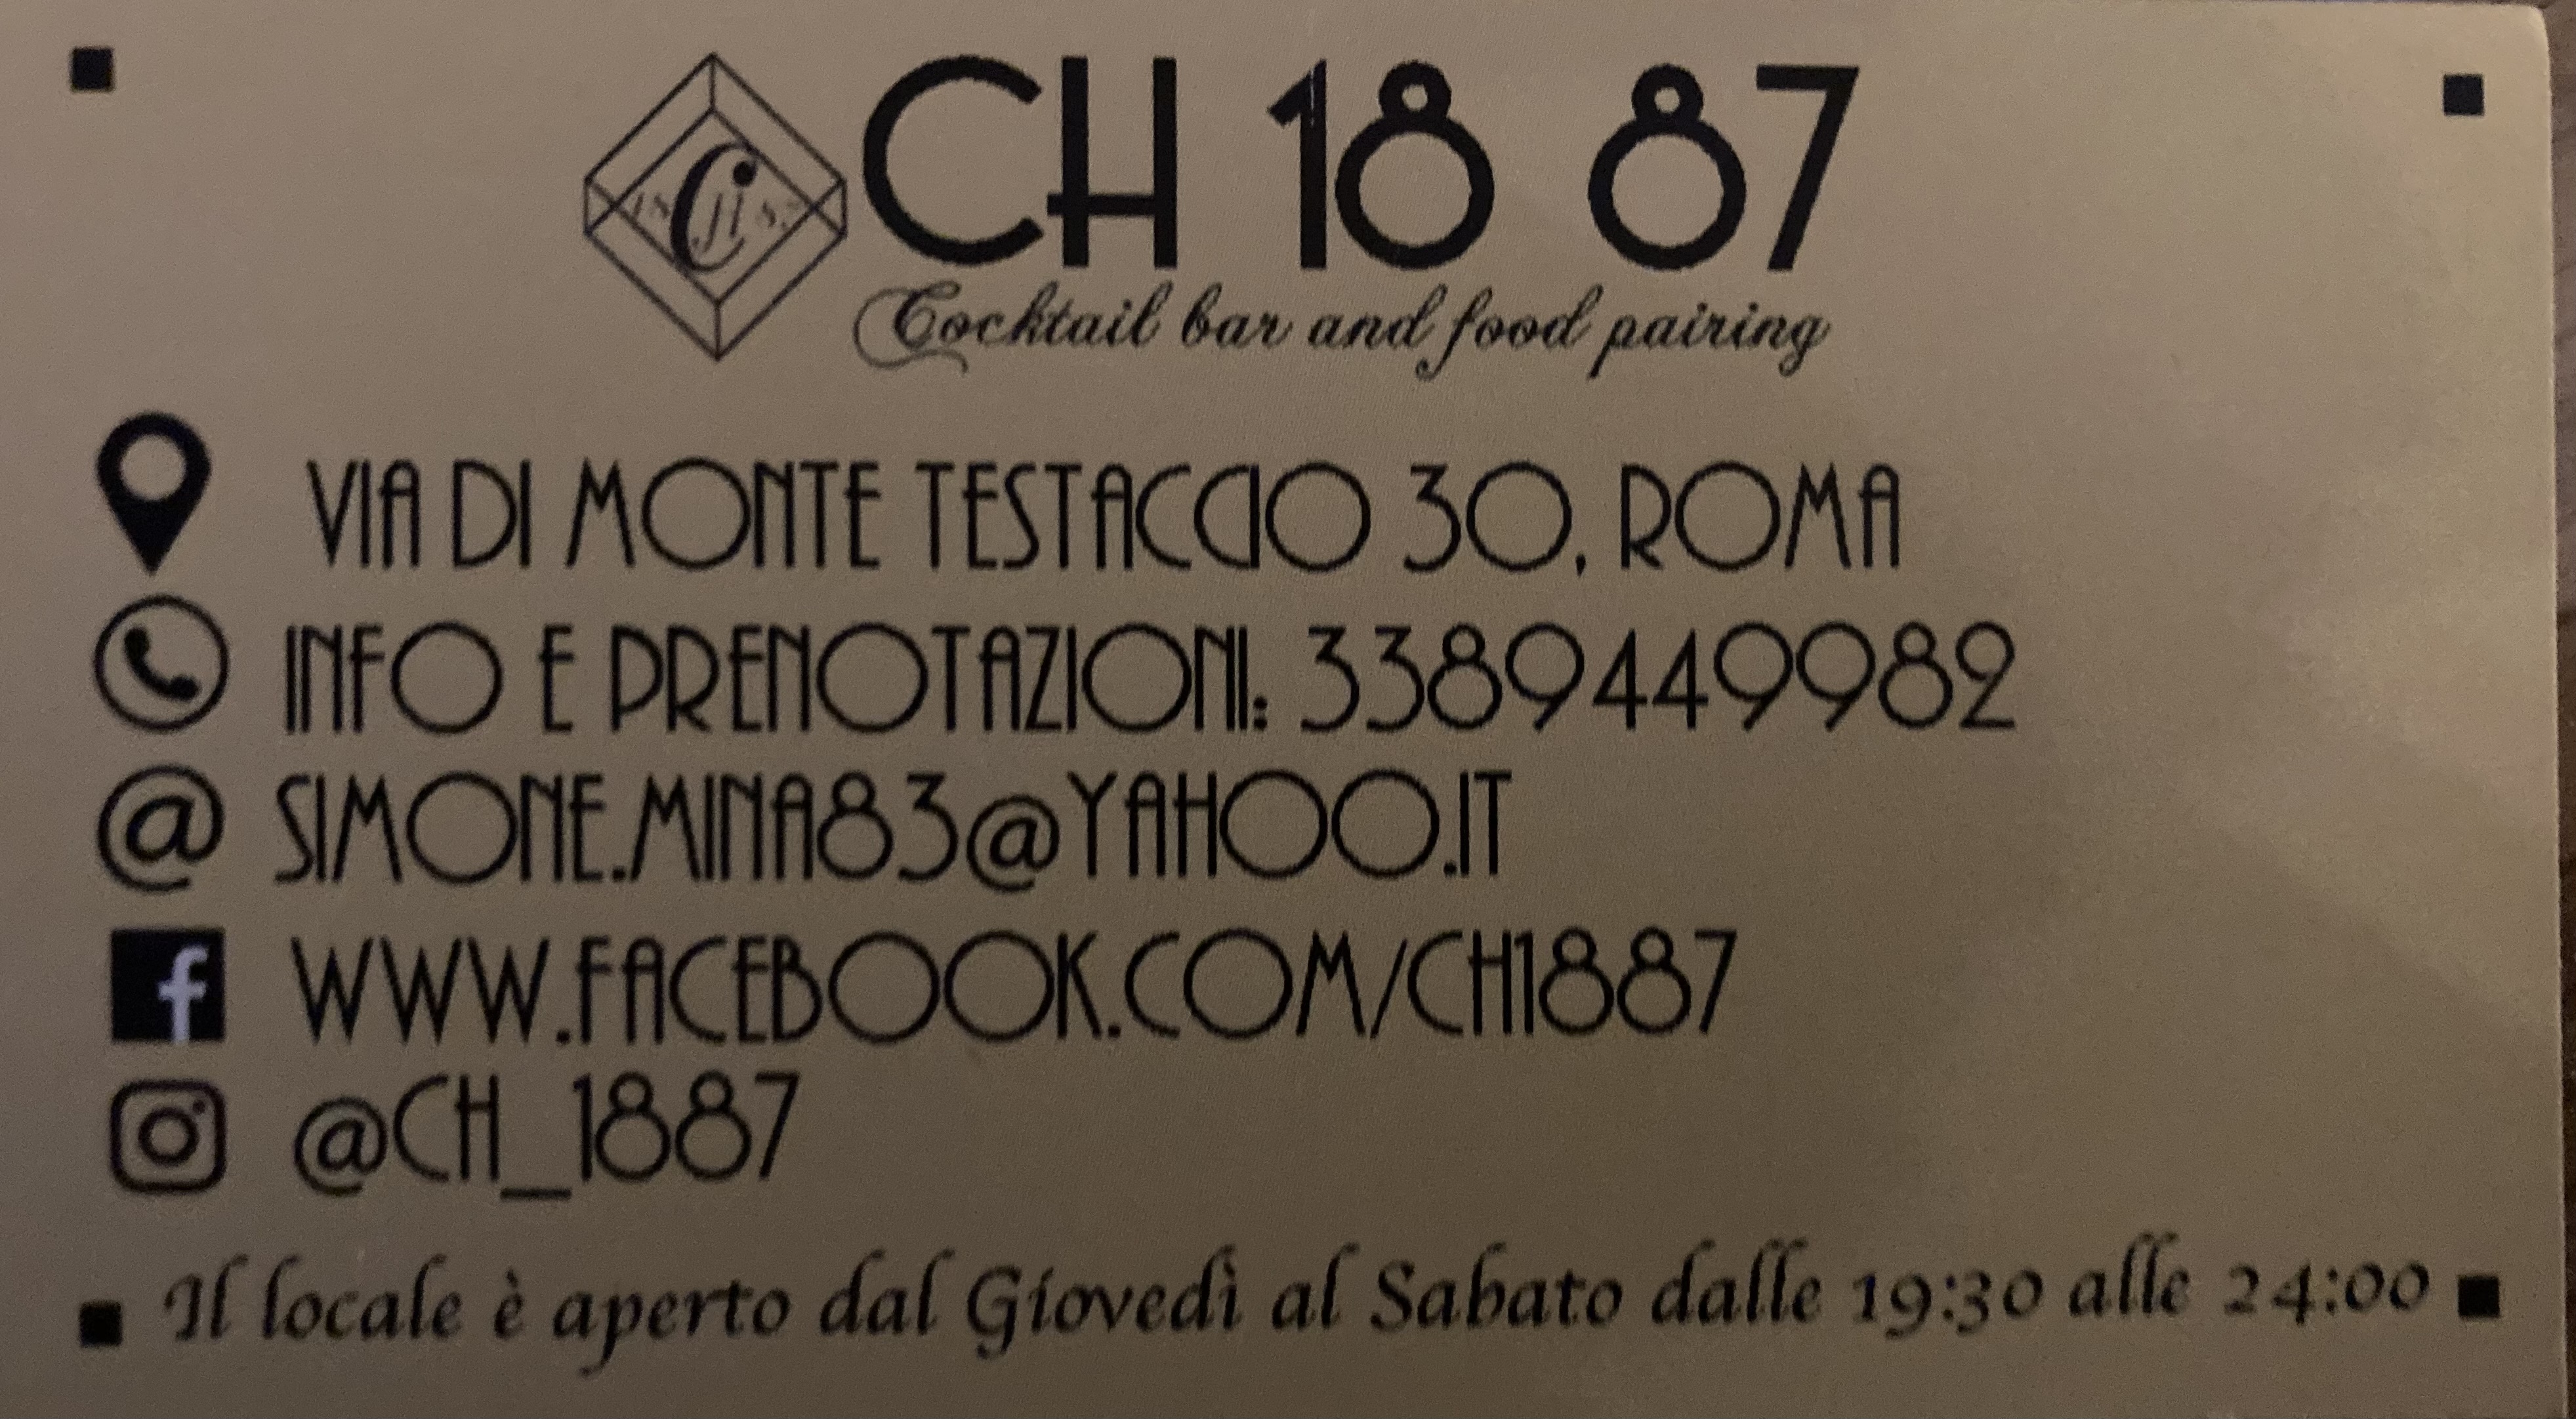 CH 18 87
Cocktail bar and food pairing
VIA DI MONTE TESTACCIO 30, ROMA
INFO E PRENOTAZIONI: 3389449982
@ SIMONE.MINA83@YAHOO.IT
f WWW.FACEBOOK.COM/CH1887
@CH_1887
Il locale è aperto dal Giovedì al Sabato dalle 19:30 alle 24:00